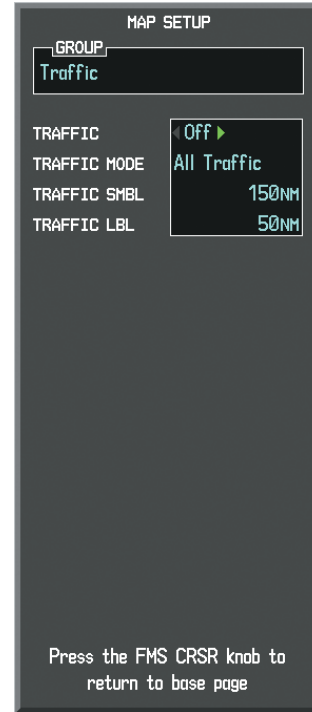 MAP SETUP
GROUP
Traffic
TRAFFIC Off
TRAFFIC MODE All Traffic
TRAFFIC SMBL 150NM
TRAFFIC LBL 50NM
Press the FMS CRSR knob to
return to base page